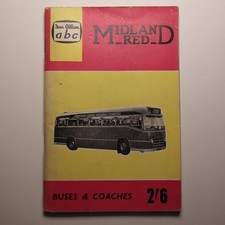 Ian Allan
abc
MIDLAND
RED
BUSES & COACHES 2/6